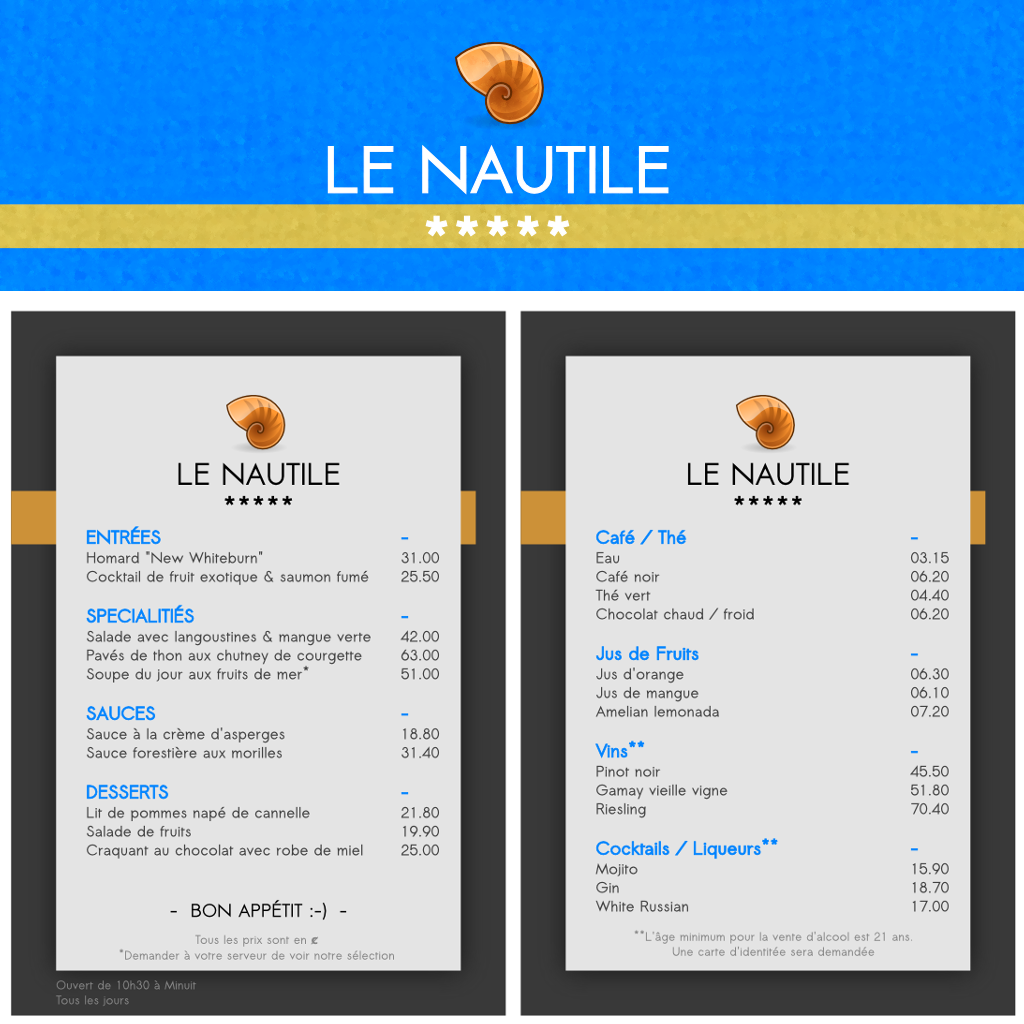 LE NAUTILE
*****
LE NAUTILE
*****
ENTRÉES -
Homard "New Whiteburn" 31.00
Cocktail de fruit exotique & saumon fumé 25.50
SPECIALITIÉS -
Salade avec langoustines & mangue verte 42.00
Pavés de thon aux chutney de courgette 63.00
Soupe du jour aux fruits de mer* 51.00
SAUCES -
Sauce à la crème d'asperges 18.80
Sauce forestière aux morilles 31.40
DESSERTS -
Lit de pommes napé de cannelle 21.80
Salade de fruits 19.90
Craquant au chocolat avec robe de miel 25.00
- BON APPÉTIT :-) -
Tous les prix sont en
*Demander à votre serveur de voir notre sélection
Ouvert de 10h30 à Minuit
Tous les jours
LE NAUTILE
*****
Café / Thé -
Eau 03.15
Café noir 06.20
Thé vert 04.40
Chocolat chaud / froid 06.20
Jus de Fruits -
Jus d'orange 06.30
Jus de mangue 06.10
Amelian lemonada 07.20
Vins** -
Pinot noir 45.50
Gamay vieille vigne 51.80
Riesling 70.40
Cocktails / Liqueurs** -
Mojito 15.90
Gin 18.70
White Russian 17.00
**L'âge minimum pour la vente d'alcool est 21 ans.
Une carte d'identitée sera demandée